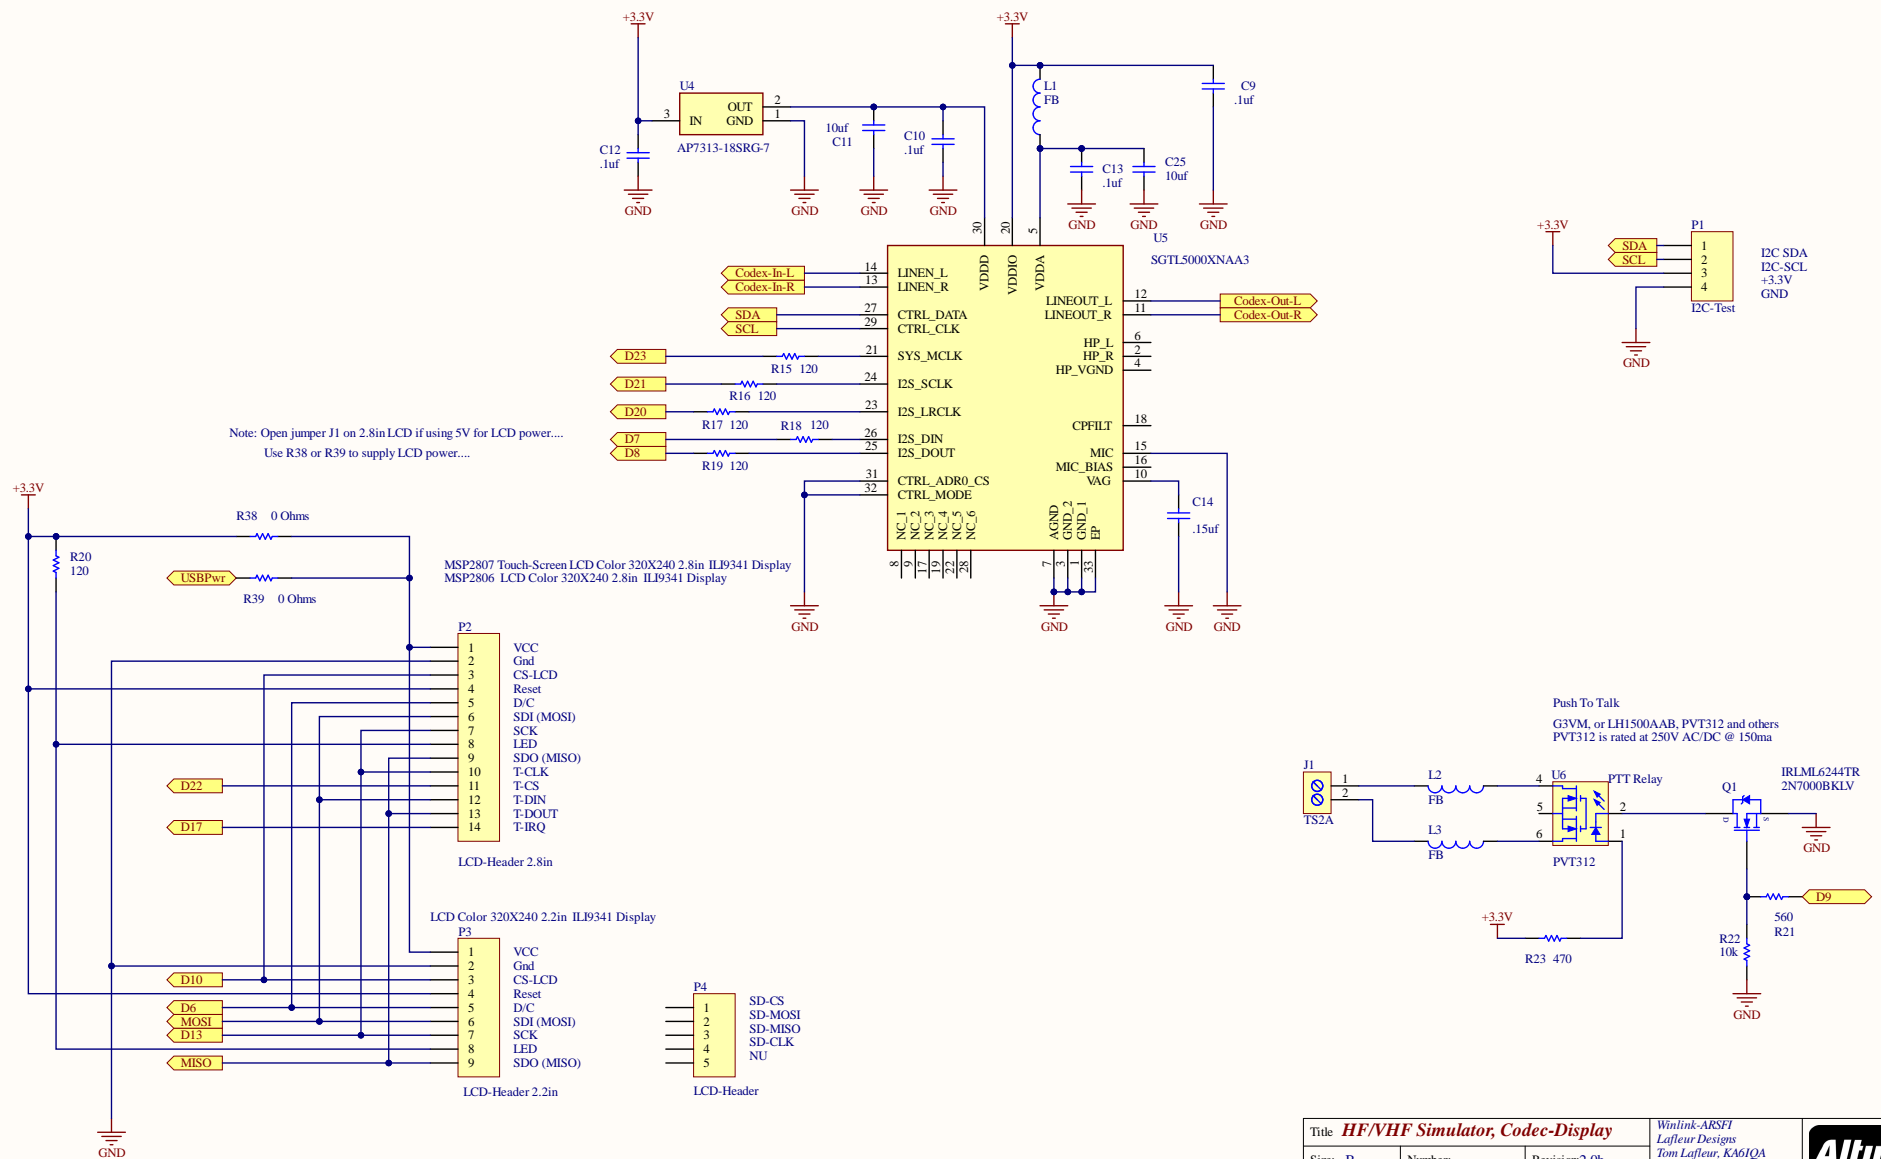 +3.3V
+3.3V
U4
OUT 2
3 IN GND 1
AP7313-18SRG-7
C12
.1uf
10uf
C11
C10
.1uf
L1
FB
C9
.1uf
C13
.1uf
C25
10uf
GND
GND
GND
GND
GND
GND
GND
30
20
5
U5
SGTL5000XNAA3
VDDD
VDDIO
VDDA
Codex-In-L 14 LINEN_L
Codex-In-R 13 LINEN_R
SDA 27 CTRL_DATA
SCL 29 CTRL_CLK
D23 21 SYS_MCLK
R15 120
D21 24 I2S_SCLK
R16 120
D20 23 I2S_LRCLK
R17 120
R18 120
D7 26 I2S_DIN
D8 25 I2S_DOUT
R19 120
31 CTRL_ADR0_CS
32 CTRL_MODE
LINEOUT_L 12 Codex-Out-L
LINEOUT_R 11 Codex-Out-R
HP_L 6
HP_R 2
HP_VGND 4
CPFILT 18
MIC 15
MIC_BIAS 16
VAG 10
NC_1
NC_2
NC_3
NC_4
NC_5
NC_6
8
9
17
19
22
28
AGND
GND_2
GND_1
EP
7
3
1
33
C14
.15uf
GND
GND
GND
GND
+3.3V
P1
SDA 1
SCL 2
3
4
I2C-Test
I2C SDA
I2C-SCL
+3.3V
GND
GND
Note: Open jumper J1 on 2.8in LCD if using 5V for LCD power....
Use R38 or R39 to supply LCD power....
+3.3V
R38 0 Ohms
R20
120
USBPwr
R39 0 Ohms
MSP2807 Touch-Screen LCD Color 320X240 2.8in ILI9341 Display
MSP2806 LCD Color 320X240 2.8in ILI9341 Display
P2
1 VCC
2 Gnd
3 CS-LCD
4 Reset
5 D/C
6 SDI (MOSI)
7 SCK
8 LED
9 SDO (MISO)
10 T-CLK
D22 11 T-CS
12 T-DIN
13 T-DOUT
D17 14 T-IRQ
LCD-Header 2.8in
LCD Color 320X240 2.2in ILI9341 Display
P3
1 VCC
2 Gnd
D10 3 CS-LCD
4 Reset
D6 5 D/C
MOSI 6 SDI (MOSI)
D13 7 SCK
8 LED
MISO 9 SDO (MISO)
LCD-Header 2.2in
GND
P4
1 SD-CS
2 SD-MOSI
3 SD-MISO
4 SD-CLK
5 NU
LCD-Header
Push To Talk
G3VM, or LH1500AAB, PVT312 and others
PVT312 is rated at 250V AC/DC @ 150ma
J1
1
2
TS2A
L2
FB
L3
FB
4
5
6
U6
PTT Relay
2
1
PVT312
Q1
IRLML6244TR
2N7000BKLV
D
S
GND
D9
560
R21
R22
10k
GND
+3.3V
R23 470
Title HF/VHF Simulator, Codec-Display
Winlink-ARSFI
Lafleur Designs
Tom Lafleur, KA6IQA